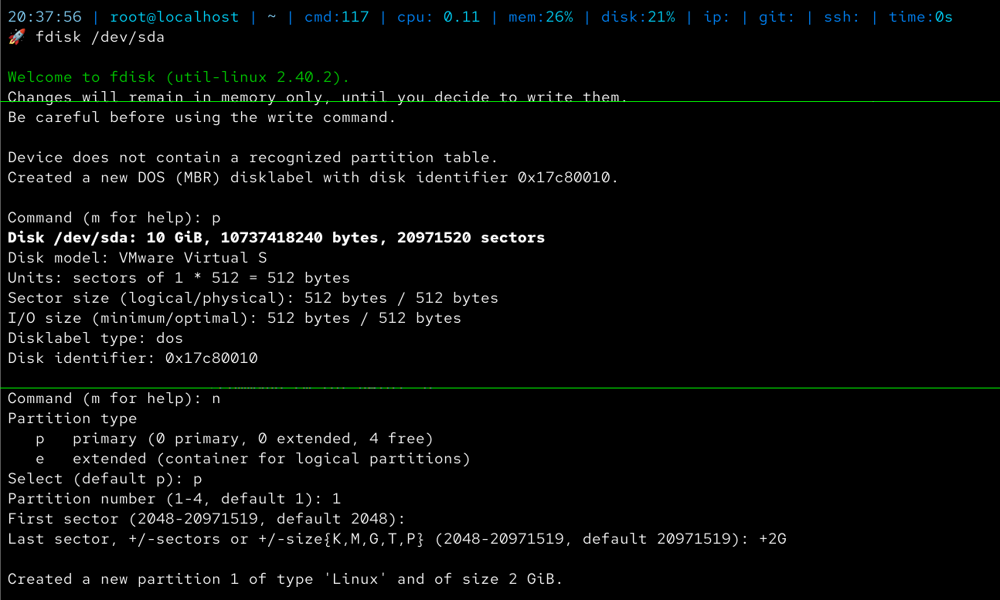 20:37:56 | root@localhost | ~ | cmd:117 | cpu: 0.11 | mem:26% | disk:21% | ip: | git: | ssh: | time:0s
🚀 fdisk /dev/sda
Welcome to fdisk (util-linux 2.40.2).
Changes will remain in memory only, until you decide to write them.
Be careful before using the write command.
Device does not contain a recognized partition table.
Created a new DOS (MBR) disklabel with disk identifier 0x17c80010.
Command (m for help): p
Disk /dev/sda: 10 GiB, 10737418240 bytes, 20971520 sectors
Disk model: VMware Virtual S
Units: sectors of 1 * 512 = 512 bytes
Sector size (logical/physical): 512 bytes / 512 bytes
I/O size (minimum/optimal): 512 bytes / 512 bytes
Disklabel type: dos
Disk identifier: 0x17c80010
Command (m for help): n
Partition type
   p   primary (0 primary, 0 extended, 4 free)
   e   extended (container for logical partitions)
Select (default p): p
Partition number (1-4, default 1): 1
First sector (2048-20971519, default 2048):
Last sector, +/-sectors or +/-size{K,M,G,T,P} (2048-20971519, default 20971519): +2G
Created a new partition 1 of type 'Linux' and of size 2 GiB.